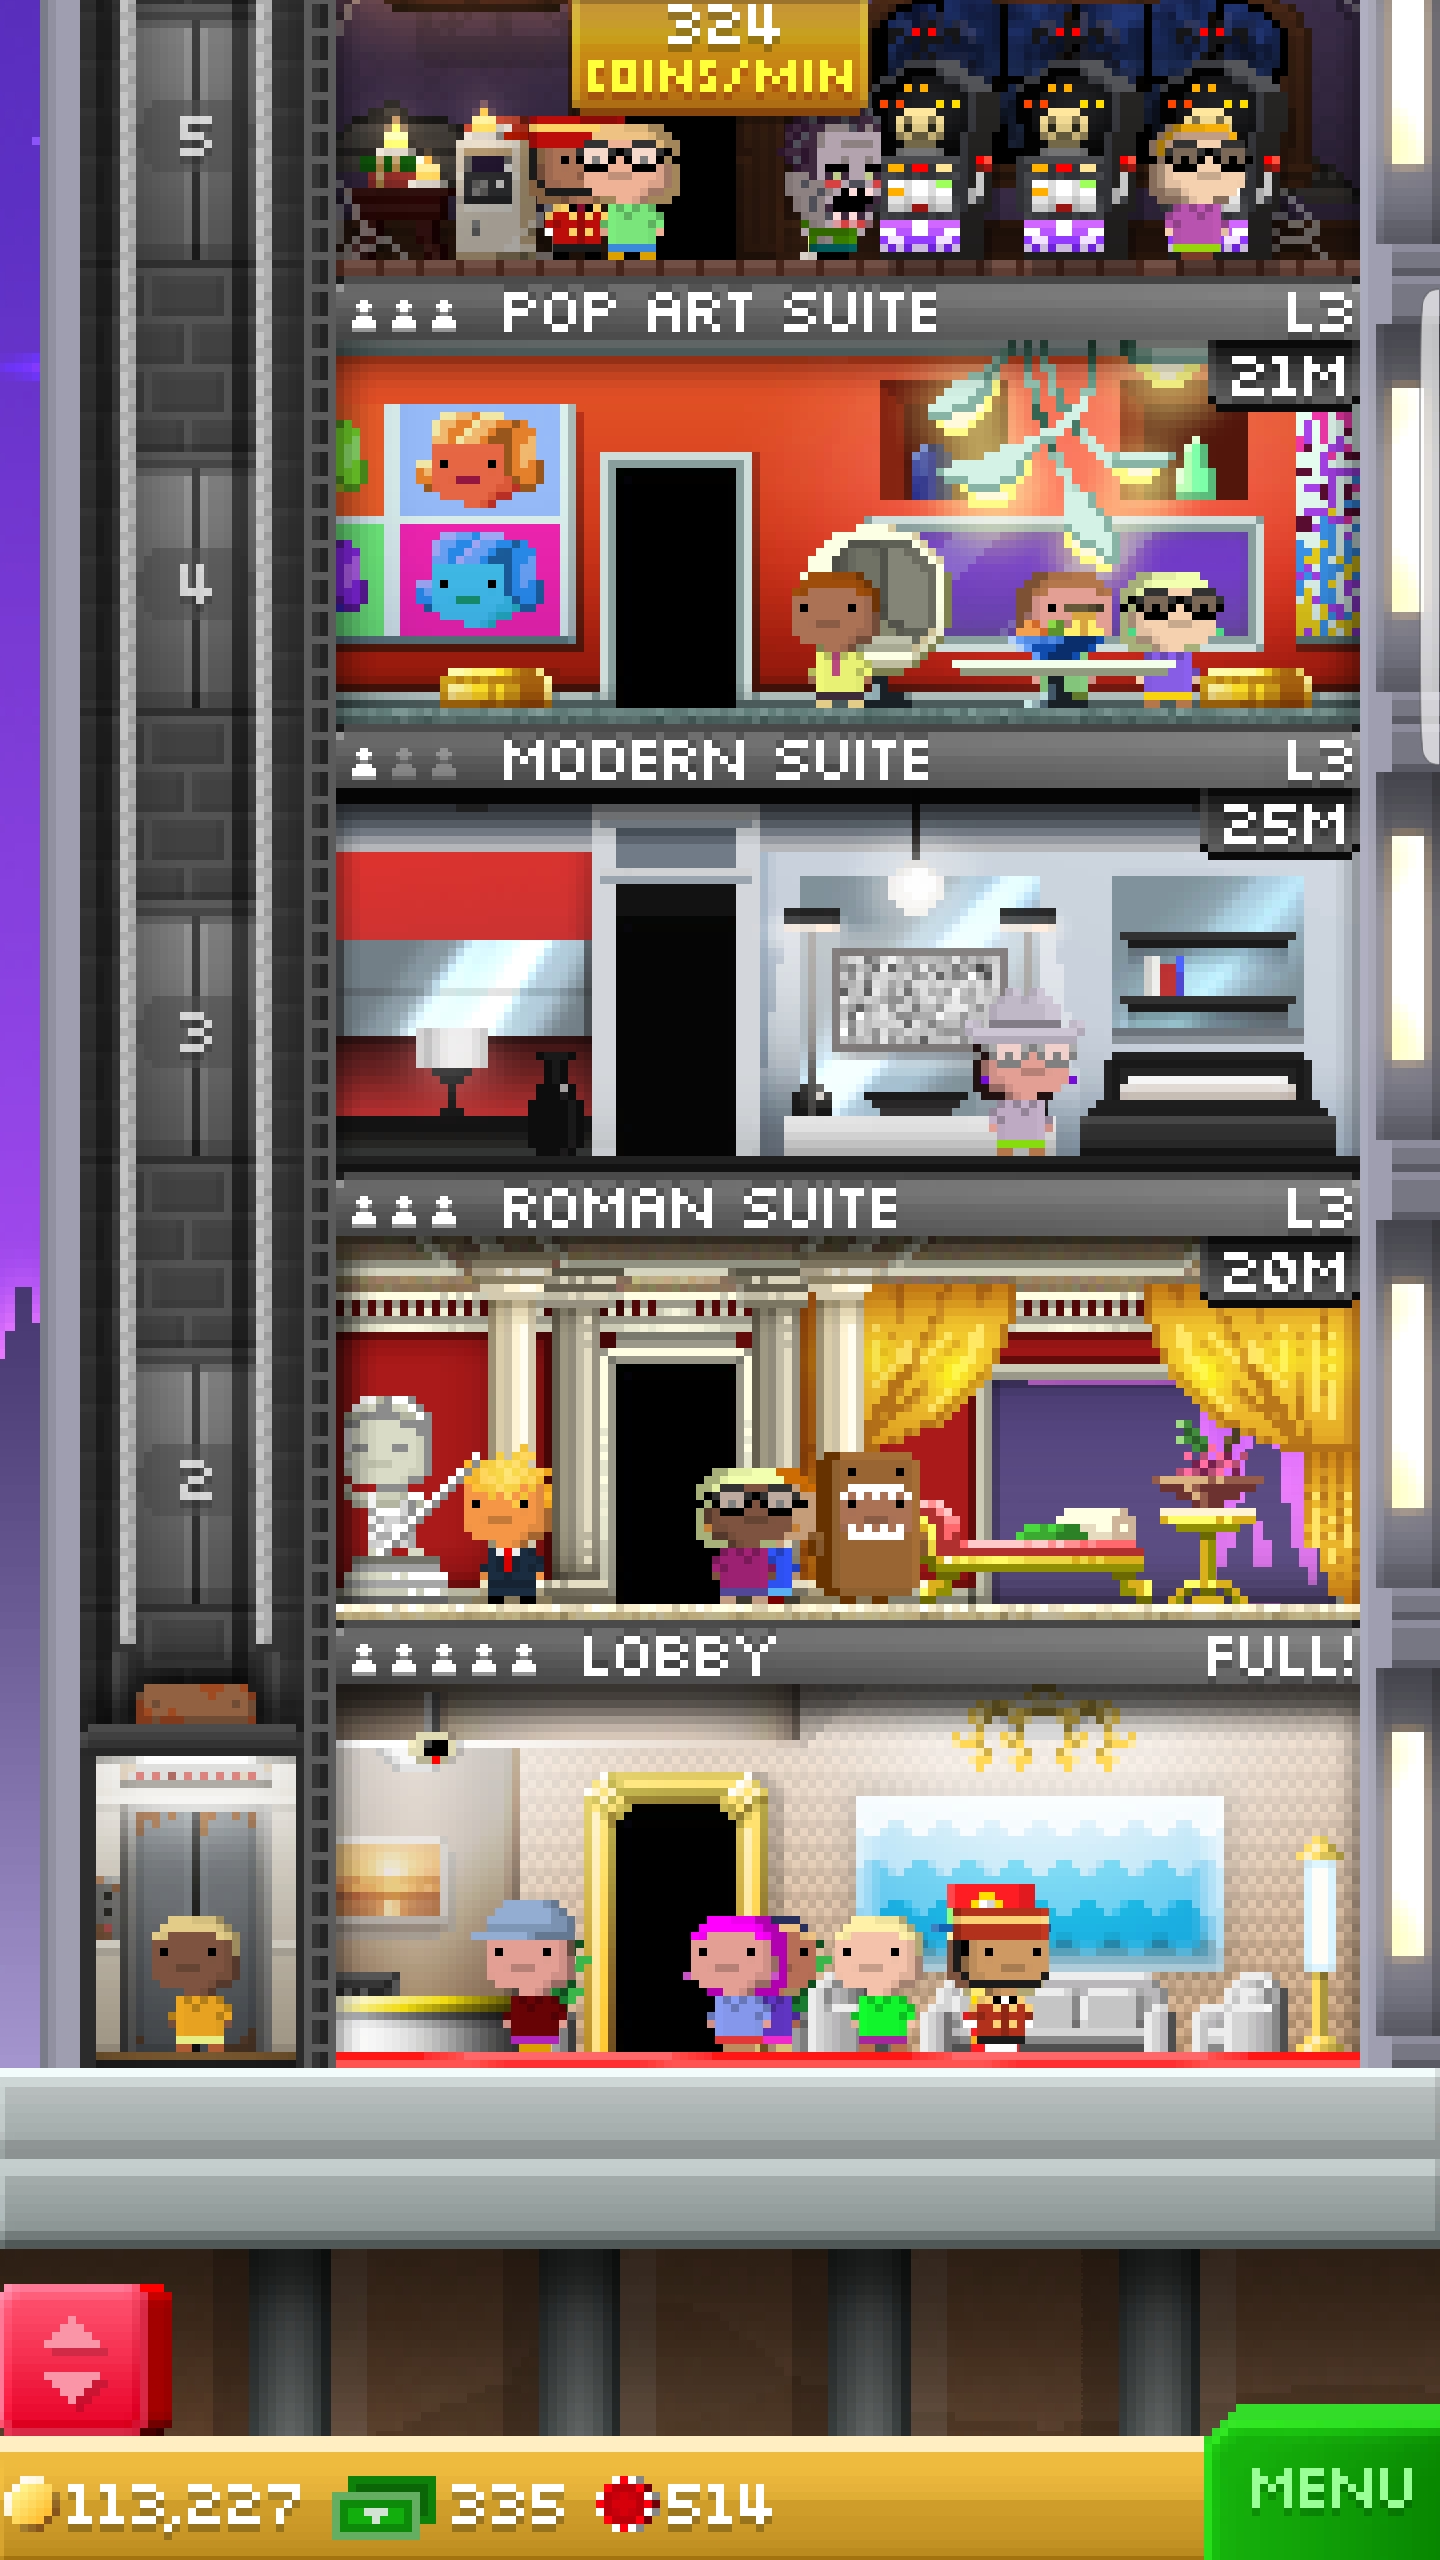 324
COINS/MIN
5
POP ART SUITE L3
21M
4
MODERN SUITE L3
25M
3
ROMAN SUITE L3
20M
2
LOBBY FULL!
113,227 335 514
MENU